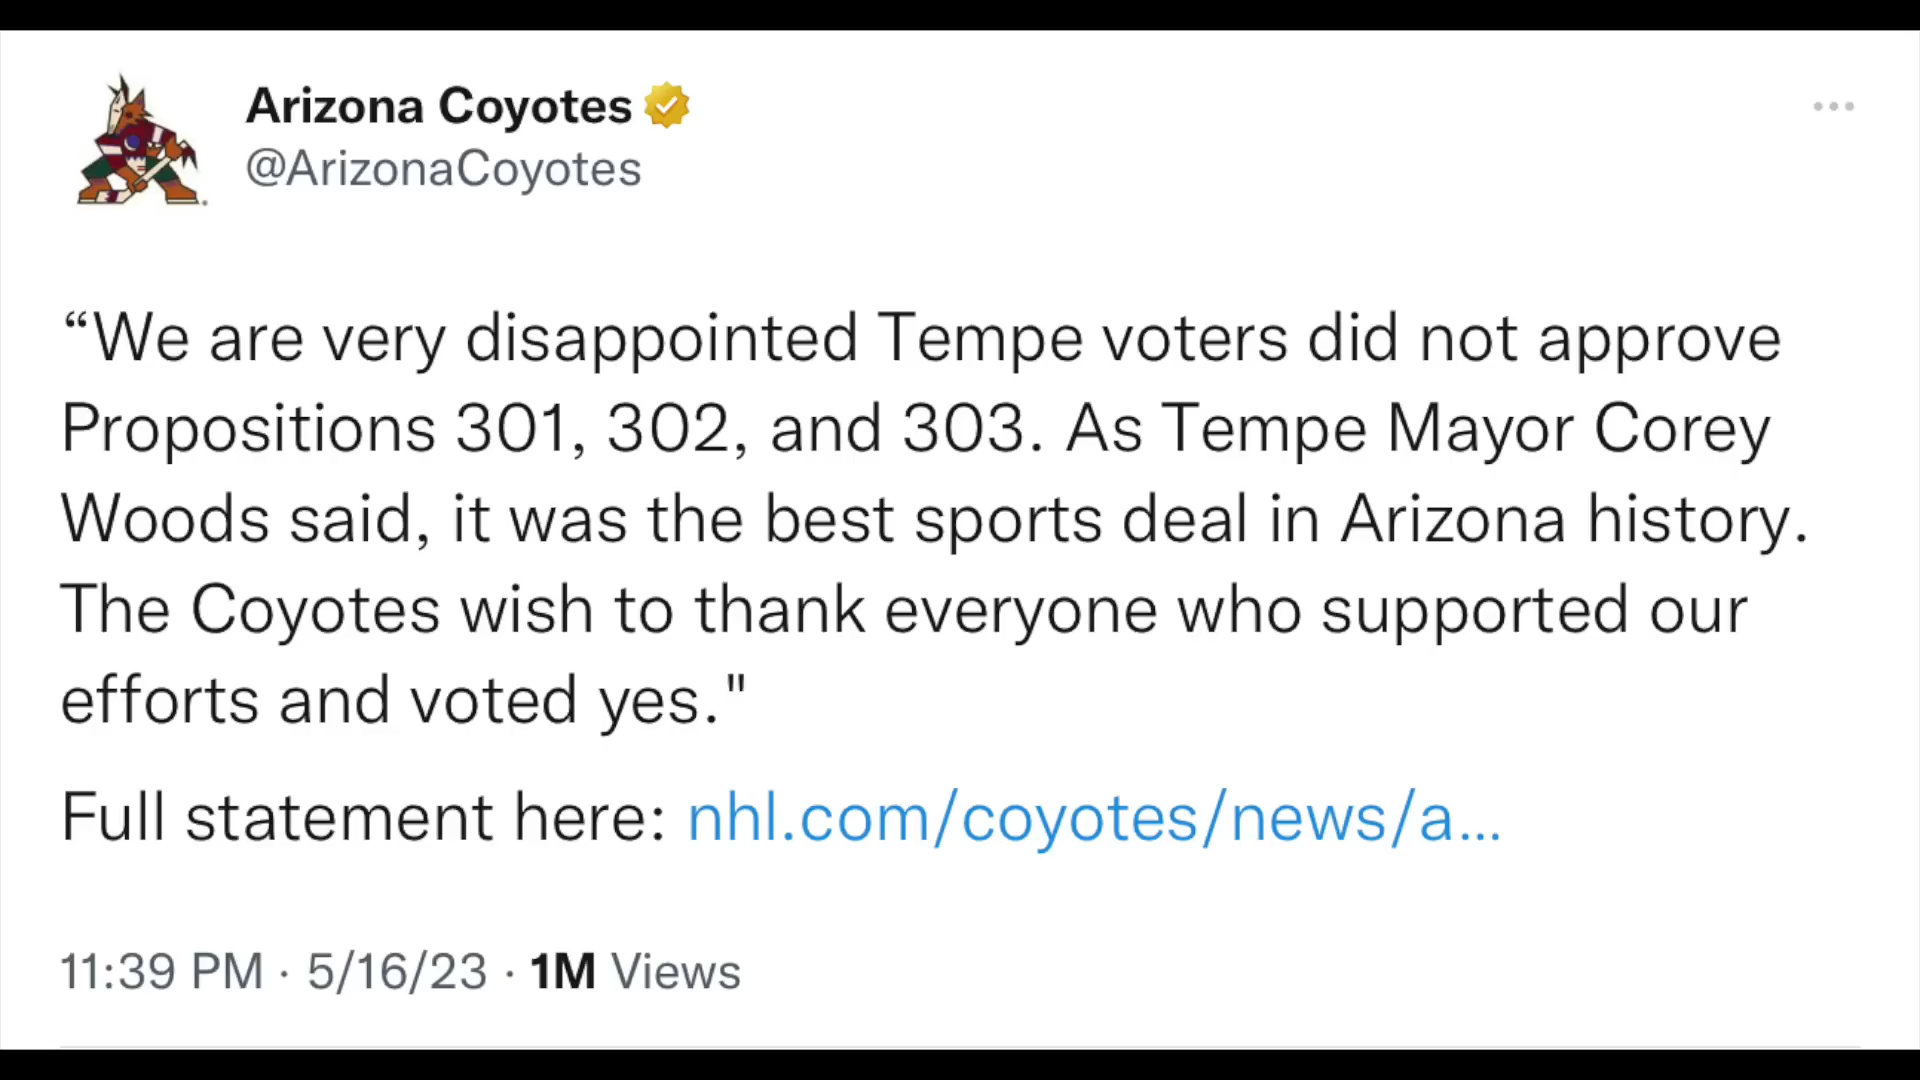 Arizona Coyotes
@ArizonaCoyotes
“We are very disappointed Tempe voters did not approve
Propositions 301, 302, and 303. As Tempe Mayor Corey
Woods said, it was the best sports deal in Arizona history.
The Coyotes wish to thank everyone who supported our
efforts and voted yes."
Full statement here: nhl.com/coyotes/news/a…
11:39 PM · 5/16/23 · 1M Views